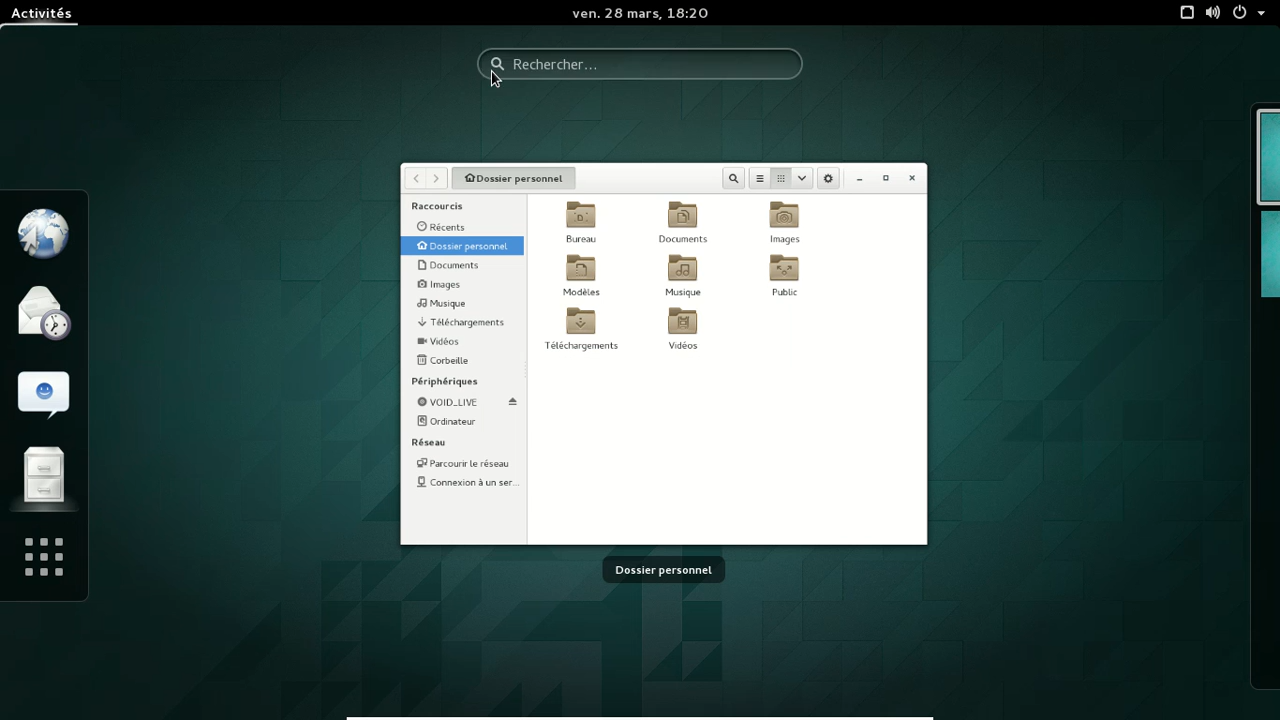 Activités
ven. 28 mars, 18:20
Rechercher...
Dossier personnel
Raccourcis
Récents
Dossier personnel
Documents
Images
Musique
Téléchargements
Vidéos
Corbeille
Périphériques
VOID_LIVE
Ordinateur
Réseau
Parcourir le réseau
Connexion à un ser...
Bureau
Documents
Images
Modèles
Musique
Public
Téléchargements
Vidéos
Dossier personnel